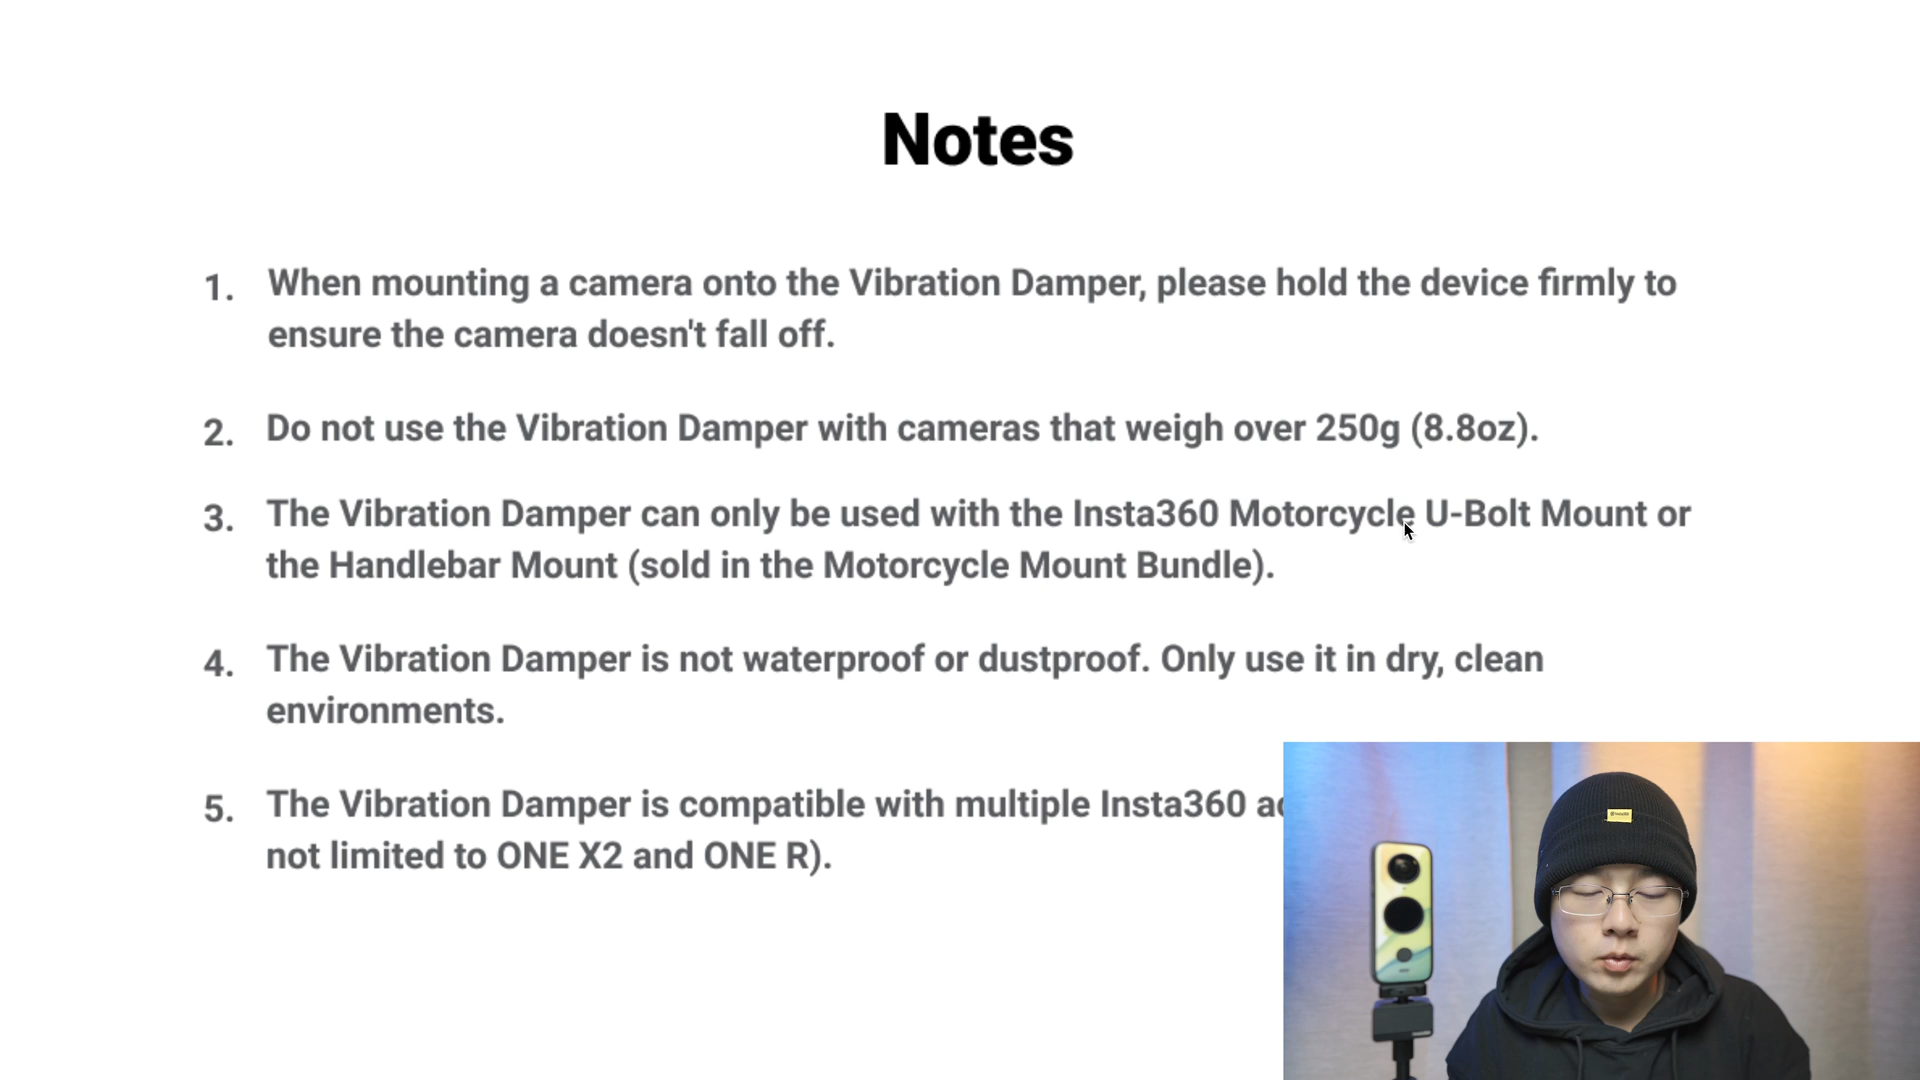 Notes
1. When mounting a camera onto the Vibration Damper, please hold the device firmly to
ensure the camera doesn't fall off.
2. Do not use the Vibration Damper with cameras that weigh over 250g (8.8oz).
3. The Vibration Damper can only be used with the Insta360 Motorcycle U-Bolt Mount or
the Handlebar Mount (sold in the Motorcycle Mount Bundle).
4. The Vibration Damper is not waterproof or dustproof. Only use it in dry, clean
environments.
5. The Vibration Damper is compatible with multiple Insta360
not limited to ONE X2 and ONE R).